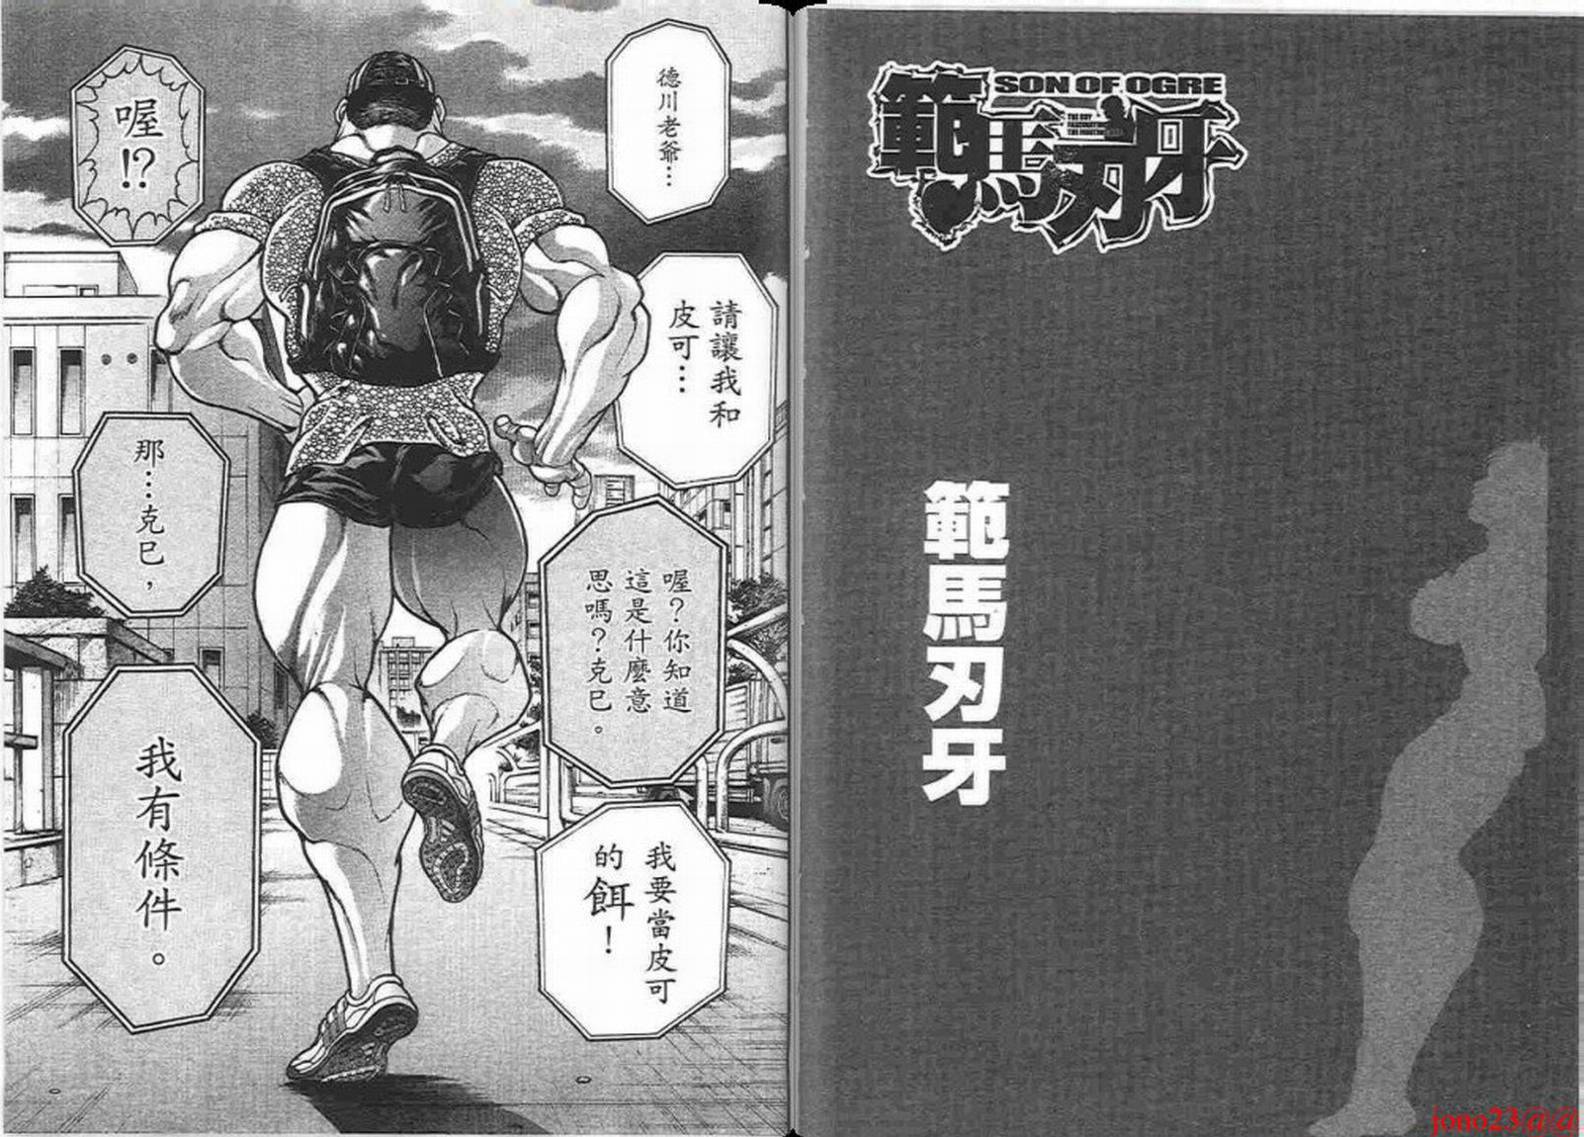 SON OF OGRE
範馬刃牙
範馬刃牙
德川老爺…
請讓我和
皮可…
喔？你知道
這是什麼意
思嗎？克巳。
我要當皮可
的餌！
喔!?
那…克巳，
我有條件。
jono23@@